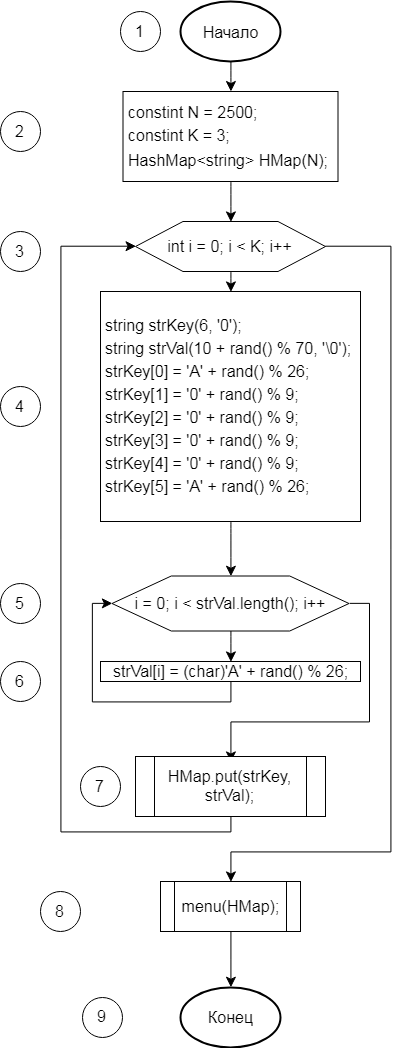 1
Начало
2
constint N = 2500;
constint K = 3;
HashMap<string> HMap(N);
3
int i = 0; i < K; i++
4
string strKey(6, '0');
string strVal(10 + rand() % 70, '\0');
strKey[0] = 'A' + rand() % 26;
strKey[1] = '0' + rand() % 9;
strKey[2] = '0' + rand() % 9;
strKey[3] = '0' + rand() % 9;
strKey[4] = '0' + rand() % 9;
strKey[5] = 'A' + rand() % 26;
5
i = 0; i < strVal.length(); i++
6
strVal[i] = (char)'A' + rand() % 26;
7
HMap.put(strKey,
strVal);
8
menu(HMap);
9
Конец